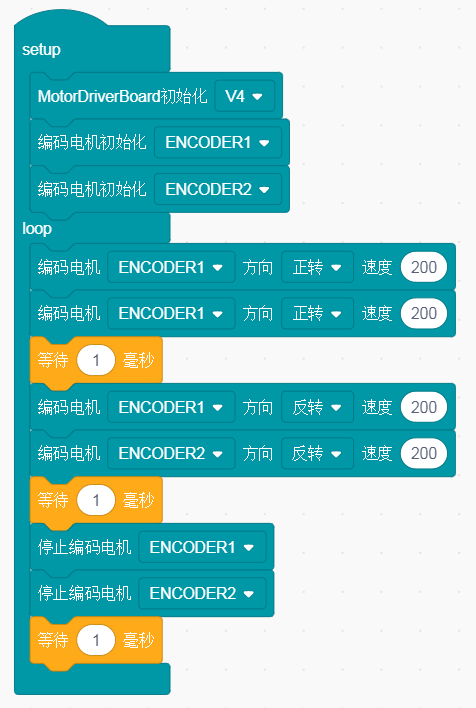 setup
MotorDriverBoard初始化 V4
编码电机初始化 ENCODER1
编码电机初始化 ENCODER2
loop
编码电机 ENCODER1 方向 正转 速度 200
编码电机 ENCODER1 方向 正转 速度 200
等待 1 毫秒
编码电机 ENCODER1 方向 反转 速度 200
编码电机 ENCODER2 方向 反转 速度 200
等待 1 毫秒
停止编码电机 ENCODER1
停止编码电机 ENCODER2
等待 1 毫秒